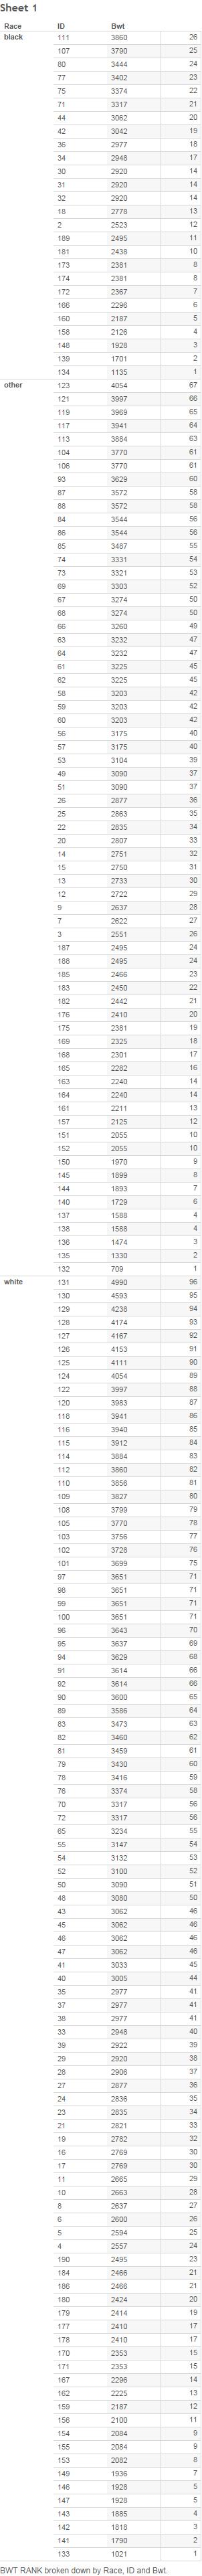 Sheet 1
Race ID Bwt
black 111 3860 26
107 3790 25
80 3444 24
77 3402 23
75 3374 22
71 3317 21
44 3062 20
42 3042 19
36 2977 18
34 2948 17
30 2920 14
31 2920 14
32 2920 14
18 2778 13
2 2523 12
189 2495 11
181 2438 10
173 2381 8
174 2381 8
172 2367 7
166 2296 6
160 2187 5
158 2126 4
148 1928 3
139 1701 2
134 1135 1
other 123 4054 67
121 3997 66
119 3969 65
117 3941 64
113 3884 63
104 3770 61
106 3770 61
93 3629 60
87 3572 58
88 3572 58
84 3544 56
86 3544 56
85 3487 55
74 3331 54
73 3321 53
69 3303 52
67 3274 50
68 3274 50
66 3260 49
63 3232 47
64 3232 47
61 3225 45
62 3225 45
58 3203 42
59 3203 42
60 3203 42
56 3175 40
57 3175 40
53 3104 39
49 3090 37
51 3090 37
26 2877 36
25 2863 35
22 2835 34
20 2807 33
14 2751 32
15 2750 31
13 2733 30
12 2722 29
9 2637 28
7 2622 27
3 2551 26
187 2495 24
188 2495 24
185 2466 23
183 2450 22
182 2442 21
176 2410 20
175 2381 19
169 2325 18
168 2301 17
165 2282 16
163 2240 14
164 2240 14
161 2211 13
157 2125 12
151 2055 10
152 2055 10
150 1970 9
145 1899 8
144 1893 7
140 1729 6
137 1588 4
138 1588 4
136 1474 3
135 1330 2
132 709 1
white 131 4990 96
130 4593 95
129 4238 94
128 4174 93
127 4167 92
126 4153 91
125 4111 90
124 4054 89
122 3997 88
120 3983 87
118 3941 86
116 3940 85
115 3912 84
114 3884 83
112 3860 82
110 3856 81
109 3827 80
108 3799 79
105 3770 78
103 3756 77
102 3728 76
101 3699 75
97 3651 71
98 3651 71
99 3651 71
100 3651 71
96 3643 70
95 3637 69
94 3629 68
91 3614 66
92 3614 66
90 3600 65
89 3586 64
83 3473 63
82 3460 62
81 3459 61
79 3430 60
78 3416 59
76 3374 58
70 3317 56
72 3317 56
65 3234 55
55 3147 54
54 3132 53
52 3100 52
50 3090 51
48 3080 50
43 3062 46
45 3062 46
46 3062 46
47 3062 46
41 3033 45
40 3005 44
35 2977 41
37 2977 41
38 2977 41
33 2948 40
39 2922 39
29 2920 38
28 2906 37
27 2877 36
24 2836 35
23 2835 34
21 2821 33
19 2782 32
16 2769 30
17 2769 30
11 2665 29
10 2663 28
8 2637 27
6 2600 26
5 2594 25
4 2557 24
190 2495 23
184 2466 21
186 2466 21
180 2424 20
179 2414 19
177 2410 17
178 2410 17
170 2353 15
171 2353 15
167 2296 14
162 2225 13
159 2187 12
156 2100 11
154 2084 9
155 2084 9
153 2082 8
149 1936 7
146 1928 5
147 1928 5
143 1885 4
142 1818 3
141 1790 2
133 1021 1
BWT RANK broken down by Race, ID and Bwt.